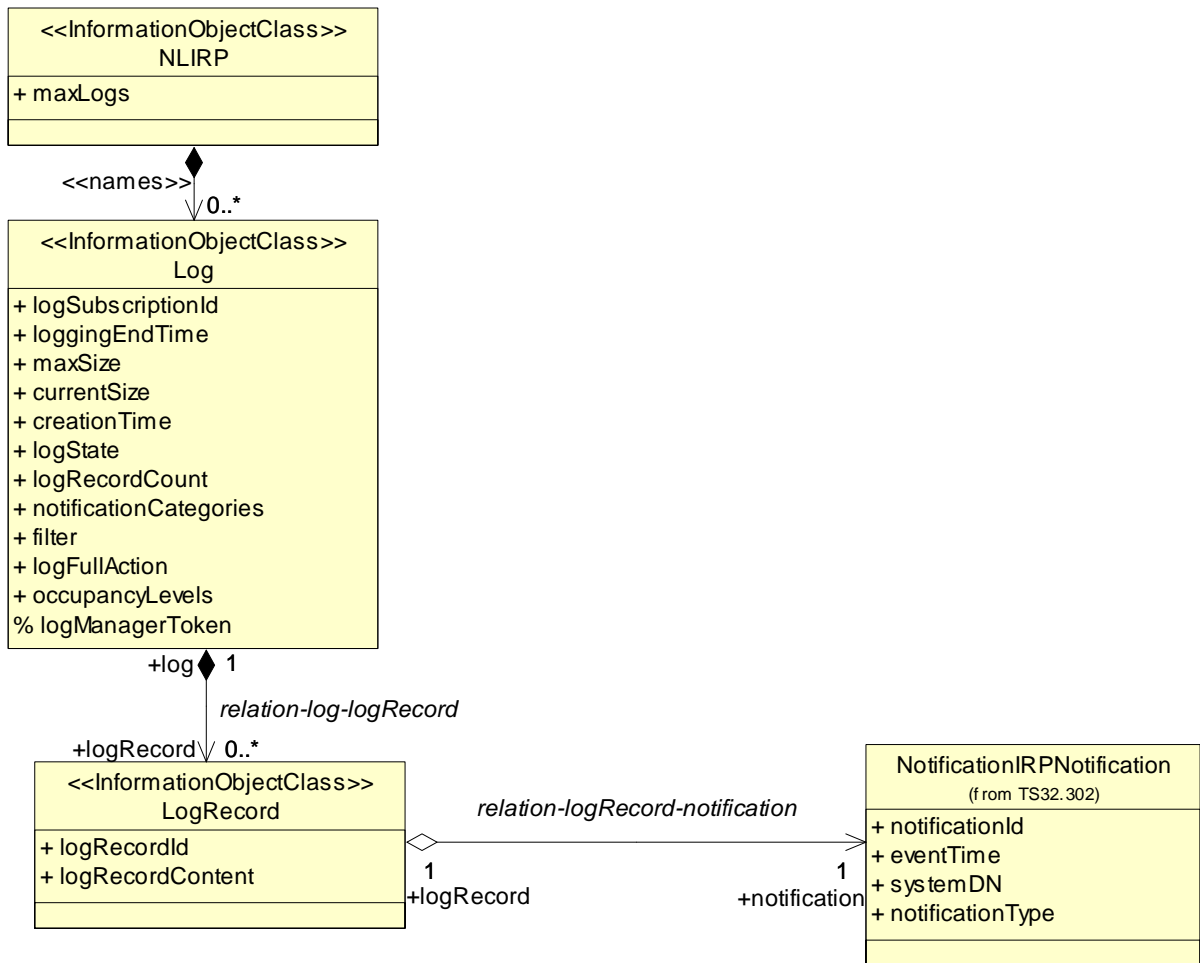 <<InformationObjectClass>>
NLIRP
+ maxLogs
<<names>>
0..*
<<InformationObjectClass>>
Log
+ logSubscriptionId
+ loggingEndTime
+ maxSize
+ currentSize
+ creationTime
+ logState
+ logRecordCount
+ notificationCategories
+ filter
+ logFullAction
+ occupancyLevels
% logManagerToken
+log 1
relation-log-logRecord
+logRecord 0..*
<<InformationObjectClass>>
LogRecord
+ logRecordId
+ logRecordContent
relation-logRecord-notification
1
+logRecord
1
+notification
NotificationIRPNotification
(from TS32.302)
+ notificationId
+ eventTime
+ systemDN
+ notificationType